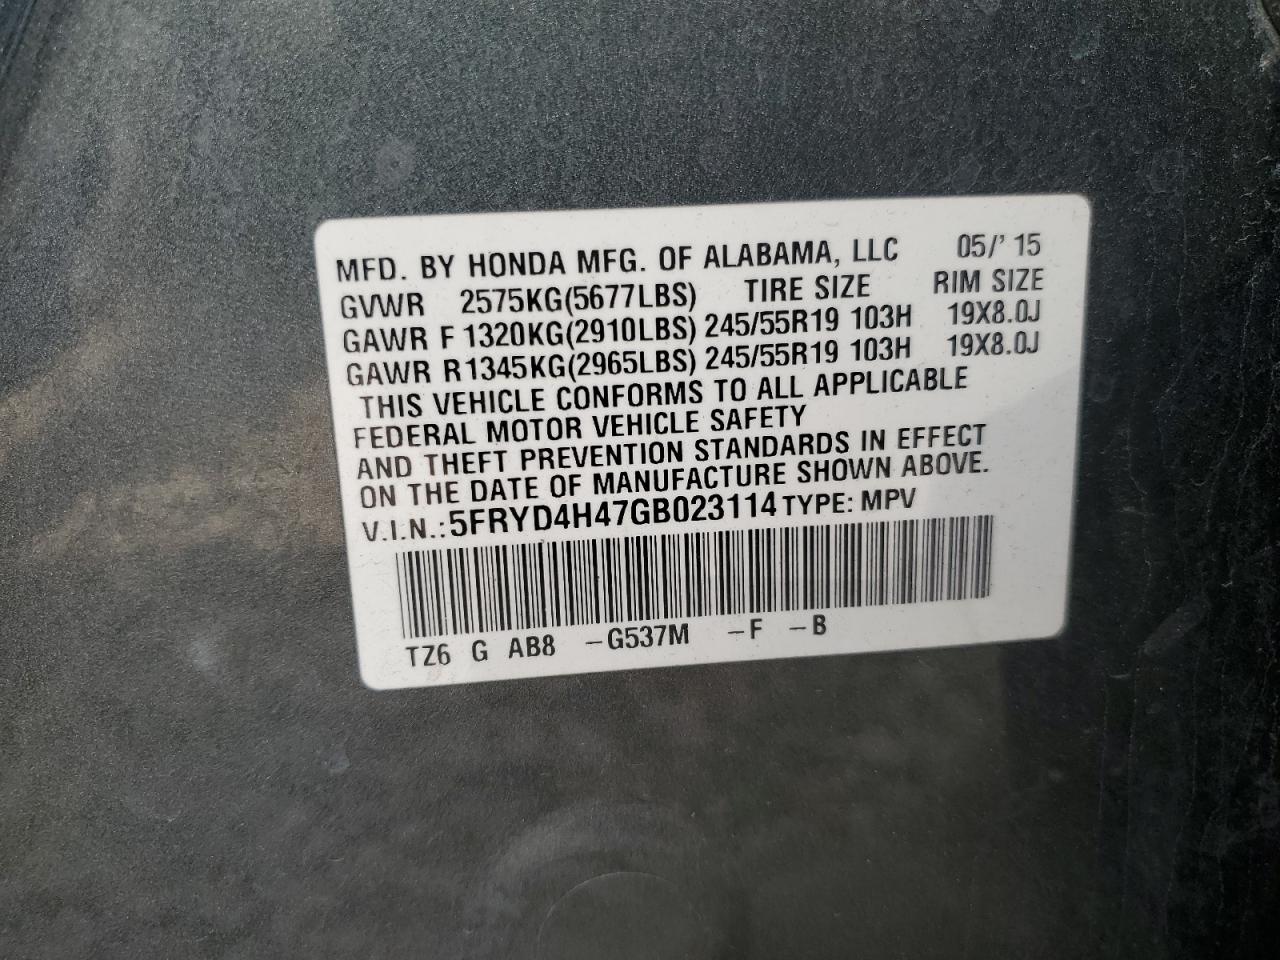 MFD. BY HONDA MFG. OF ALABAMA, LLC 05/' 15
GVWR 2575KG(5677LBS) TIRE SIZE RIM SIZE
GAWR F 1320KG(2910LBS) 245/55R19 103H 19X8.0J
GAWR R1345KG(2965LBS) 245/55R19 103H 19X8.0J
THIS VEHICLE CONFORMS TO ALL APPLICABLE
FEDERAL MOTOR VEHICLE SAFETY
AND THEFT PREVENTION STANDARDS IN EFFECT
ON THE DATE OF MANUFACTURE SHOWN ABOVE.
V.I.N.: 5FRYD4H47GB023114 TYPE: MPV
TZ6 G AB8 -G537M -F -B